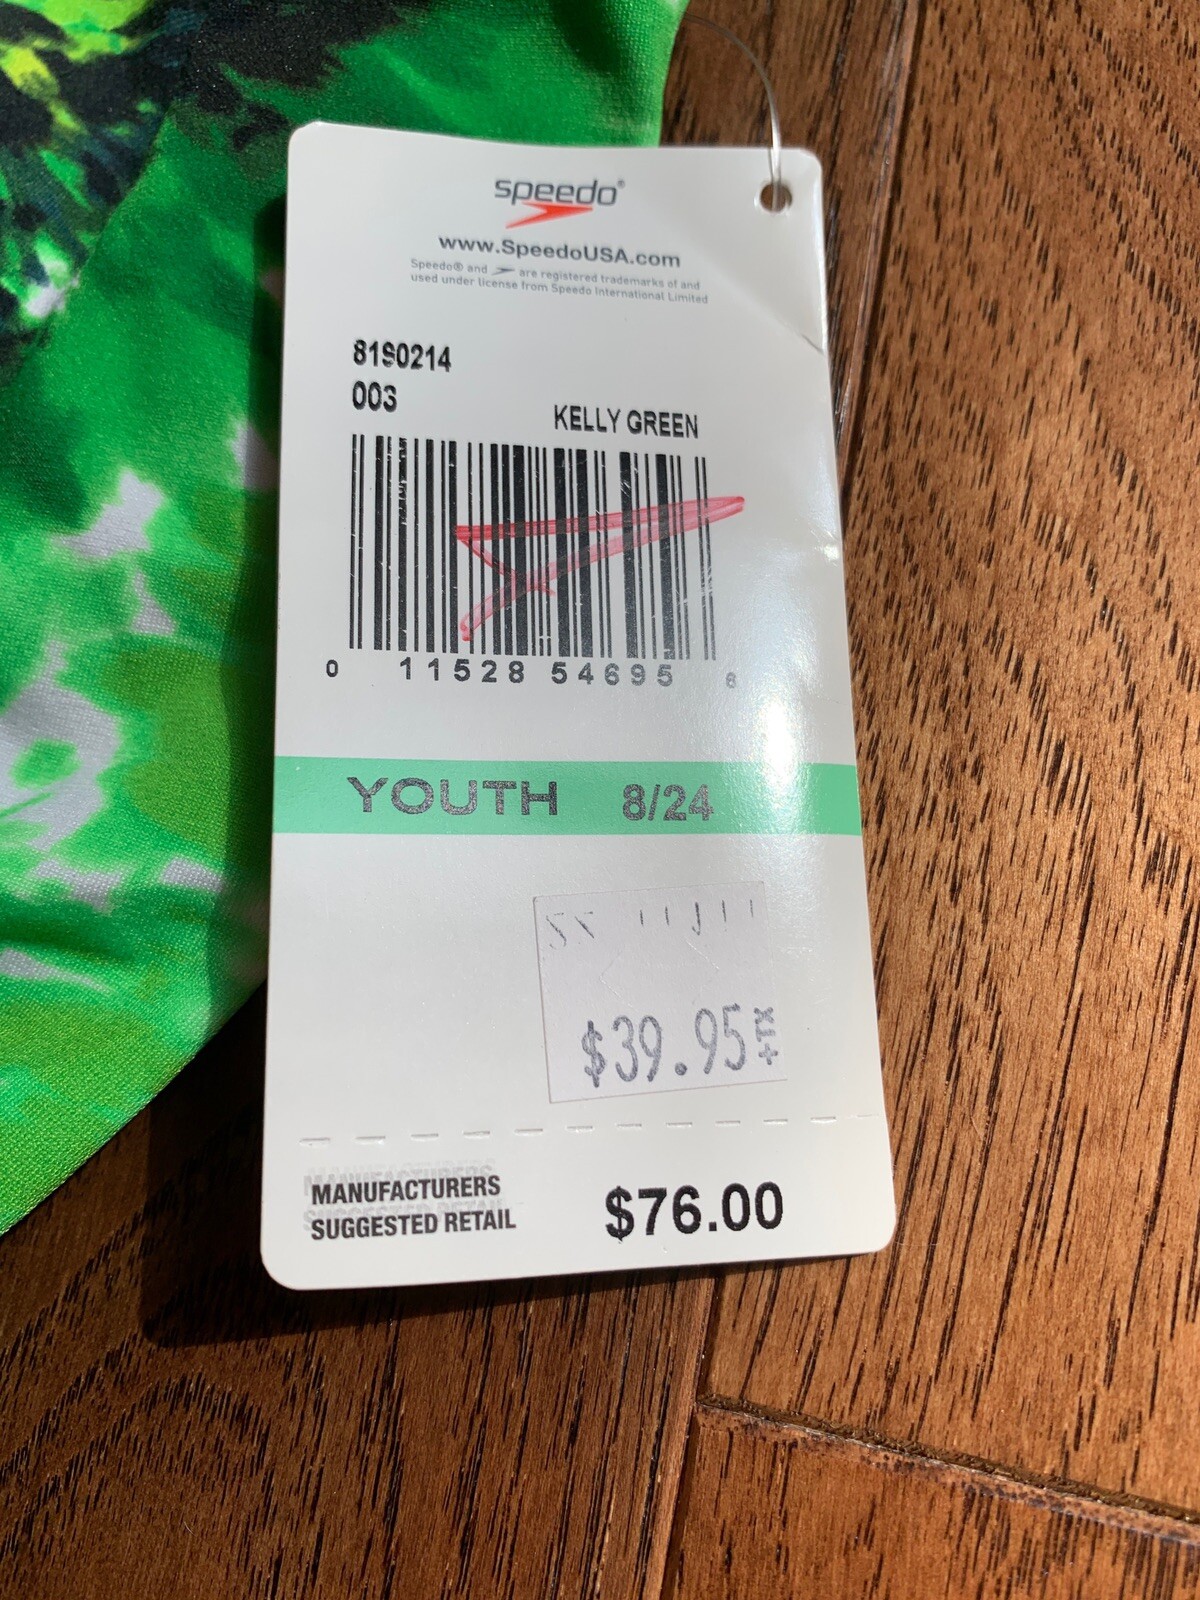 speedo®
www.SpeedoUSA.com
Speedo® and are registered trademarks of and
used under license from Speedo International Limited
8190214
003
KELLY GREEN
0 11528 54695 6
YOUTH 8/24
$39.95 +TX
MANUFACTURERS
SUGGESTED RETAIL
$76.00